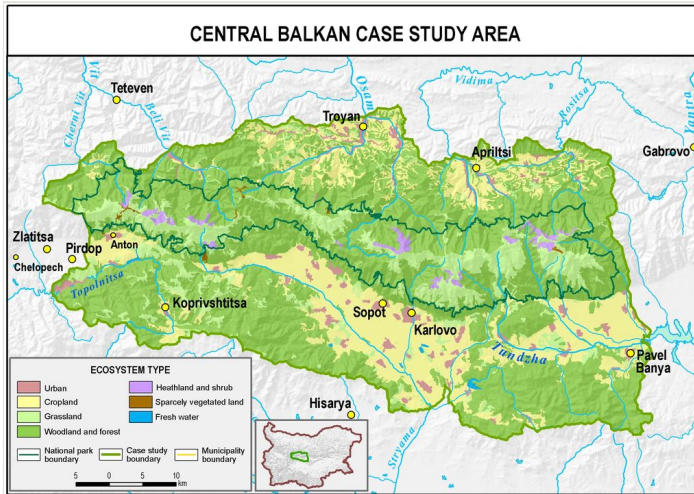 CENTRAL BALKAN CASE STUDY AREA
Teteven
Cherni Vit
Vit
Beli Vit
Osam
Vidima
Rositsa
Yantra
Troyan
Apriltsi
Gabrovo
Zlatitsa
Pirdop
Anton
Chelopech
Topolnitsa
Koprivshtitsa
Sopot
Karlovo
Tundzha
Pavel
Banya
Hisarya
Stryama
ECOSYSTEM TYPE
Urban
Cropland
Grassland
Woodland and forest
Heathland and shrub
Sparcely vegetated land
Fresh water
National park
boundary
Case study
boundary
Municipality
boundary
5 0 5 10
km